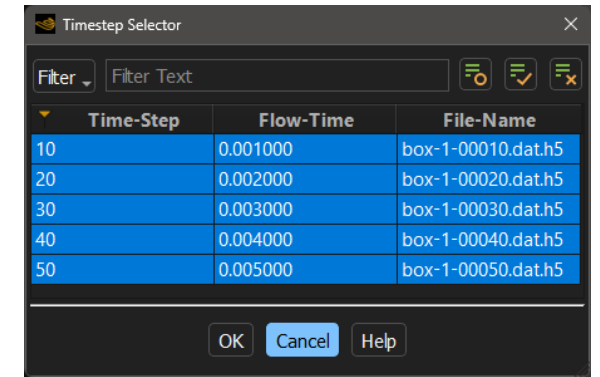 Timestep Selector
Filter Filter Text
Time-Step Flow-Time File-Name
10 0.001000 box-1-00010.dat.h5
20 0.002000 box-1-00020.dat.h5
30 0.003000 box-1-00030.dat.h5
40 0.004000 box-1-00040.dat.h5
50 0.005000 box-1-00050.dat.h5
OK Cancel Help